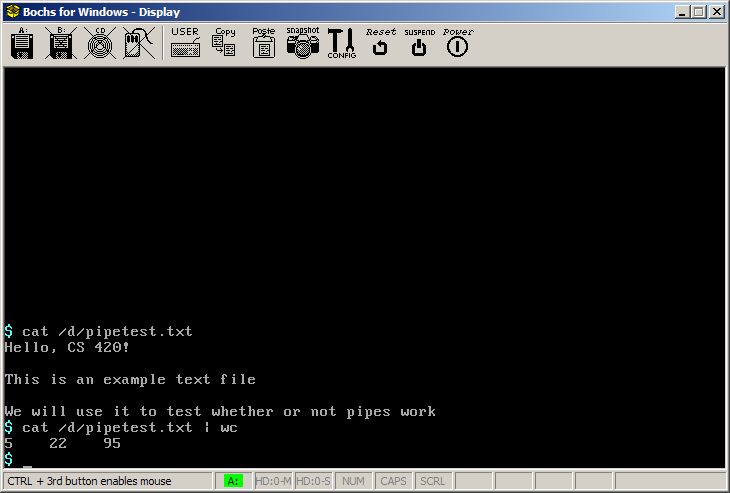 Bochs for Windows - Display
A: B: CD USER Copy Paste snapshot CONFIG Reset SUSPEND Power
$ cat /d/pipetest.txt
Hello, CS 420!
This is an example text file
We will use it to test whether or not pipes work
$ cat /d/pipetest.txt | wc
5 22 95
$ _
CTRL + 3rd button enables mouse A: HD:0-M HD:0-S NUM CAPS SCRL